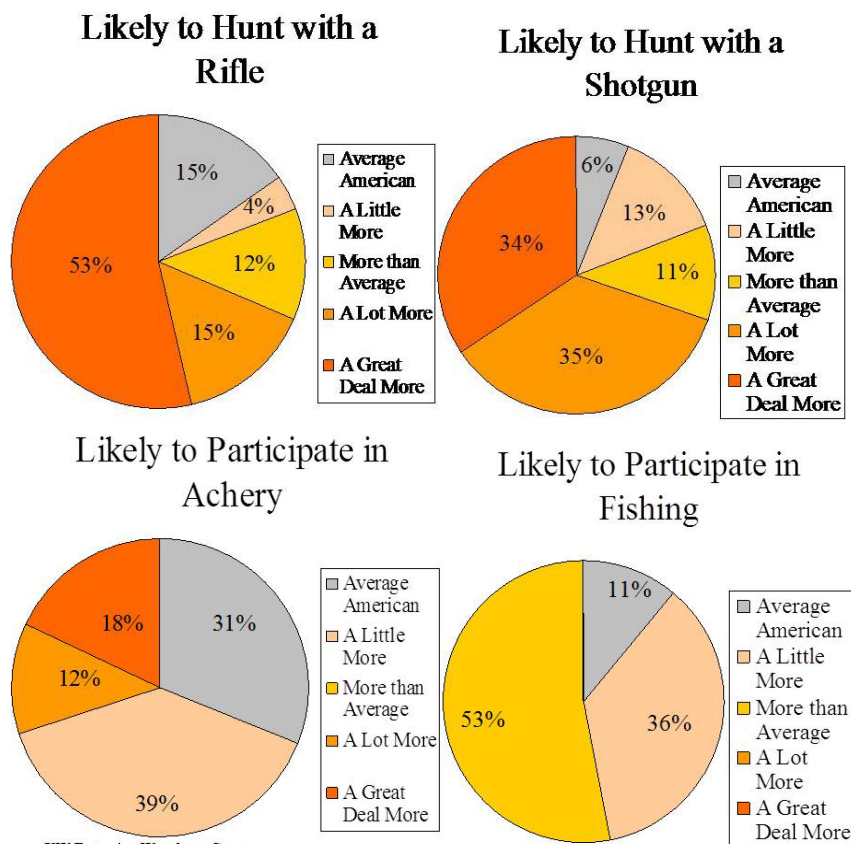 Likely to Hunt with a
Rifle
15%
4%
12%
15%
53%
Average
American
A Little
More
More than
Average
A Lot More
A Great
Deal More
Likely to Hunt with a
Shotgun
6%
13%
11%
35%
34%
Average
American
A Little
More
More than
Average
A Lot
More
A Great
Deal More
Likely to Participate in
Achery
31%
39%
12%
18%
Average
American
A Little
More
More than
Average
A Lot More
A Great
Deal More
Likely to Participate in
Fishing
11%
36%
53%
Average
American
A Little
More
More than
Average
A Lot
More
A Great
Deal More